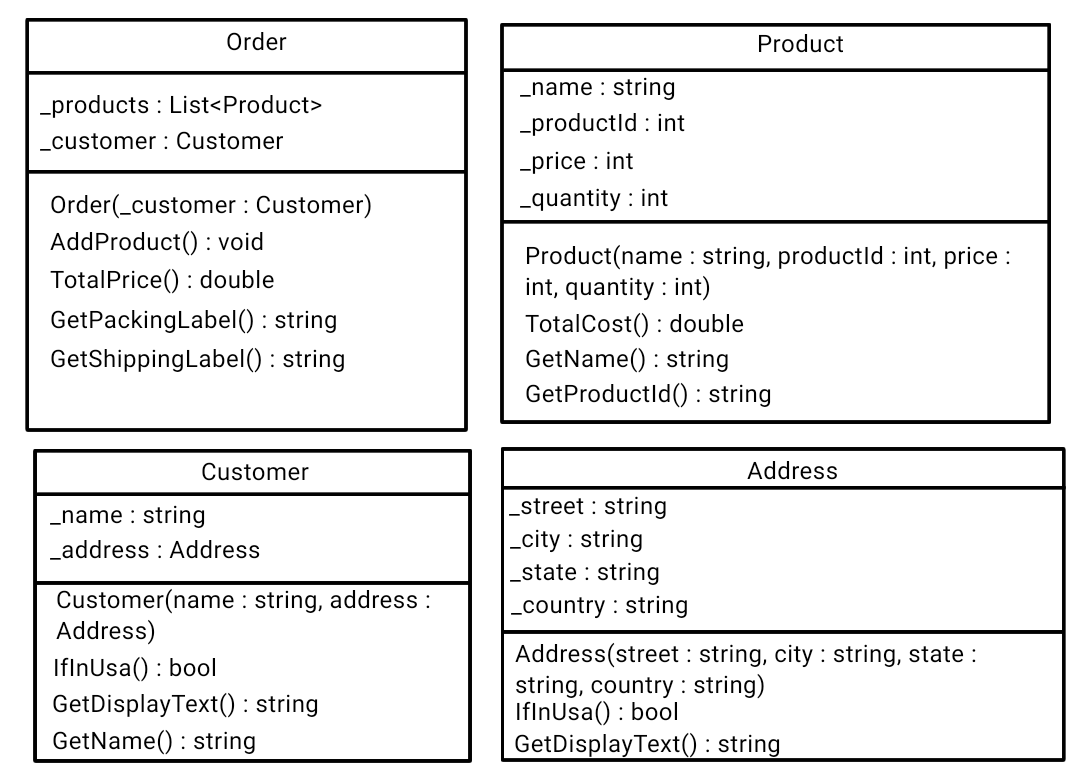 Order
_products : List<Product>
_customer : Customer
Order(_customer : Customer)
AddProduct() : void
TotalPrice() : double
GetPackingLabel() : string
GetShippingLabel() : string
Product
_name : string
_productId : int
_price : int
_quantity : int
Product(name : string, productId : int, price :
int, quantity : int)
TotalCost() : double
GetName() : string
GetProductId() : string
Customer
_name : string
_address : Address
Customer(name : string, address :
Address)
IfInUsa() : bool
GetDisplayText() : string
GetName() : string
Address
_street : string
_city : string
_state : string
_country : string
Address(street : string, city : string, state :
string, country : string)
IfInUsa() : bool
GetDisplayText() : string